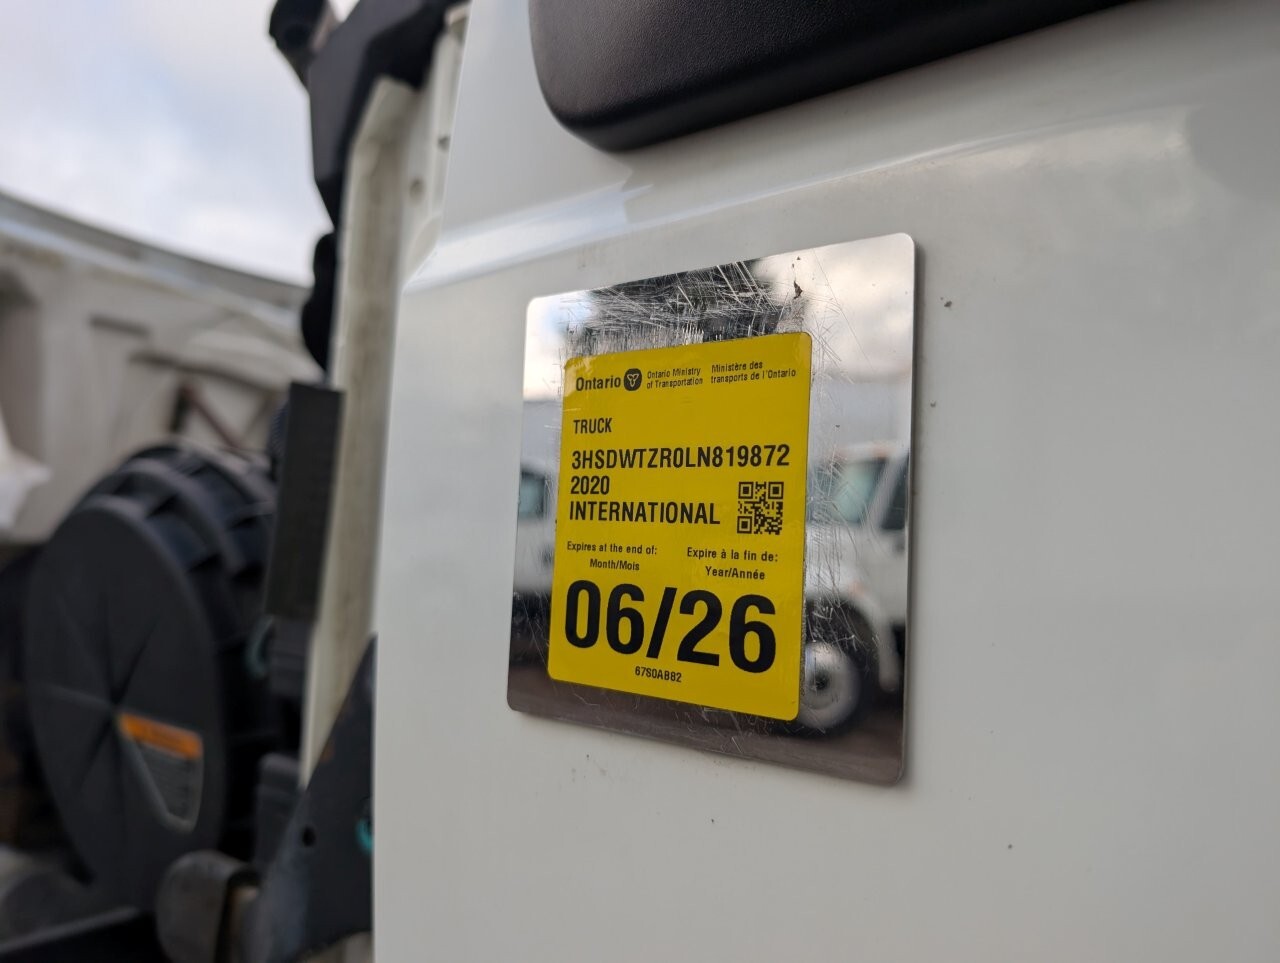 Ontario
Ontario Ministry
of Transportation
Ministère des
transports de l'Ontario
TRUCK
3HSDWTZR0LN819872
2020
INTERNATIONAL
Expires at the end of:
Month/Mois
Expire à la fin de:
Year/Année
06/26
67S0AB82